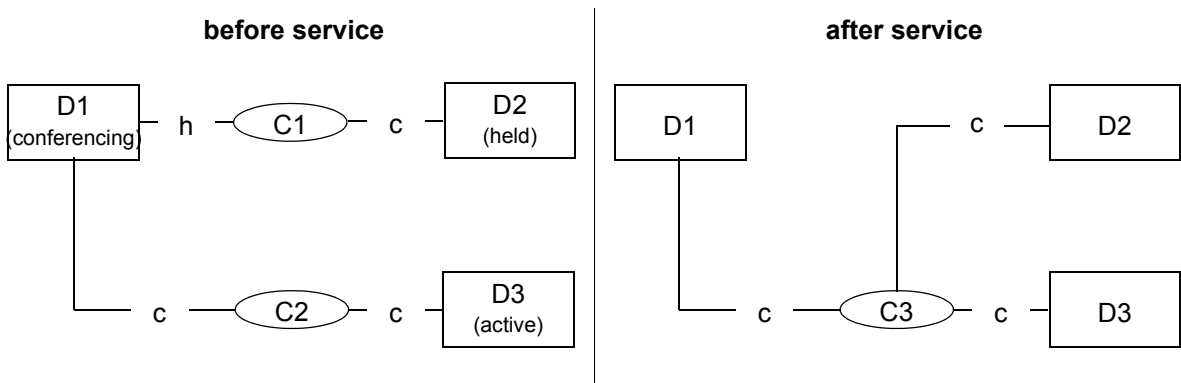 before service
D1
(conferencing)
h
C1
c
D2
(held)
c
C2
c
D3
(active)
after service
D1
c
D2
c
C3
c
D3